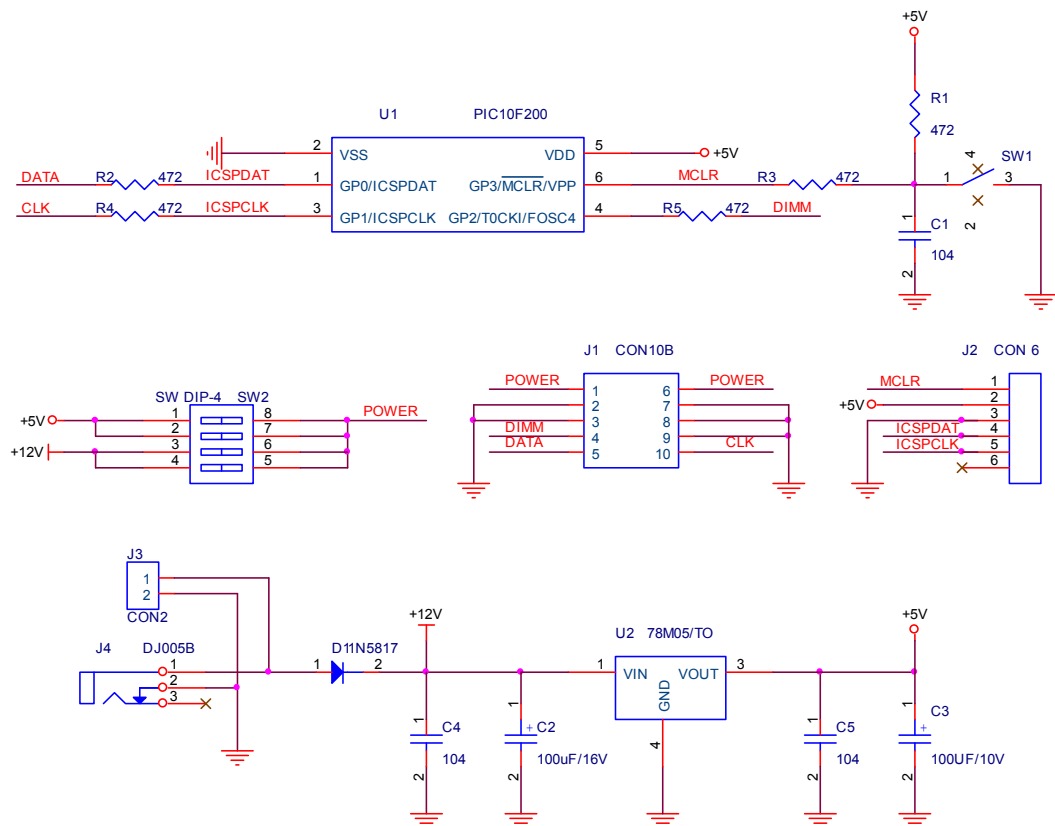 +5V
U1 PIC10F200
R1
472
2 VSS VDD 5 +5V
DATA R2 472 ICSPDAT 1 GP0/ICSPDAT GP3/MCLR/VPP 6 MCLR R3 472
CLK R4 472 ICSPCLK 3 GP1/ICSPCLK GP2/T0CKI/FOSC4 4 R5 472 DIMM
SW1
4
1 3
2
1
C1
104
2
SW DIP-4 SW2
+5V 1 8 POWER
2 7
+12V 3 6
4 5
J1 CON10B
POWER 1 6 POWER
2 7
3 8
DIMM 4 9
DATA 5 10 CLK
J2 CON 6
MCLR 1
+5V 2
3
ICSPDAT 4
ICSPCLK 5
6
J3
1
2
CON2
J4 DJ005B
1
2
3
D11N5817
1 2
+12V
U2 78M05/TO
+5V
1 VIN VOUT 3
GND
4
1
C4
104
2
1
+ C2
100uF/16V
2
1
C5
104
2
1
C3
+
100UF/10V
2